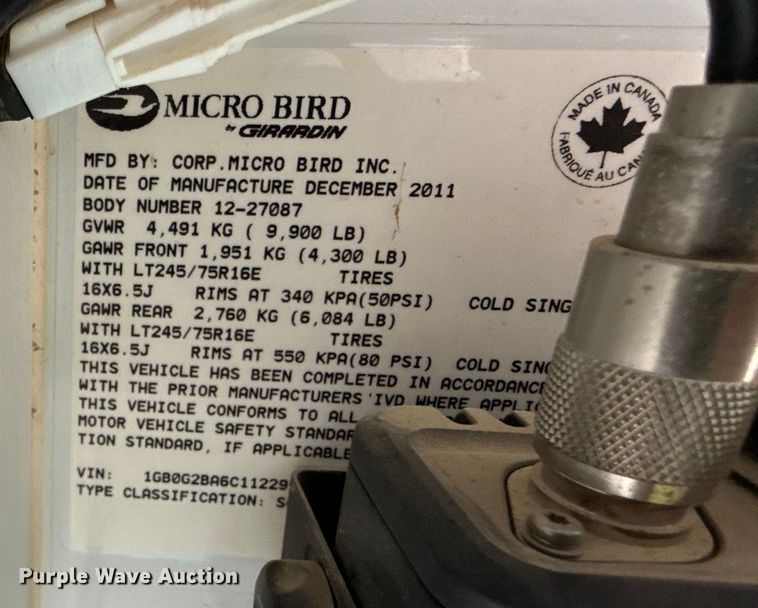 MICRO BIRD
by GIRARDIN
MADE IN CANADA
FABRIQUÉ AU CAN
MFD BY: CORP.MICRO BIRD INC.
DATE OF MANUFACTURE DECEMBER 2011
BODY NUMBER 12-27087
GVWR 4,491 KG ( 9,900 LB)
GAWR FRONT 1,951 KG (4,300 LB)
WITH LT245/75R16E TIRES
16X6.5J RIMS AT 340 KPA(50PSI) COLD SING
GAWR REAR 2,760 KG (6,084 LB)
WITH LT245/75R16E TIRES
16X6.5J RIMS AT 550 KPA(80 PSI) COLD SING
THIS VEHICLE HAS BEEN COMPLETED IN ACCORDANCE
WITH THE PRIOR MANUFACTURERS'IVD WHERE APPLIC
THIS VEHICLE CONFORMS TO ALL
MOTOR VEHICLE SAFETY STANDAR
TION STANDARD, IF APPLICABLE
VIN: 1GB0G2BA6C11229
TYPE CLASSIFICATION: S
Purple Wave Auction